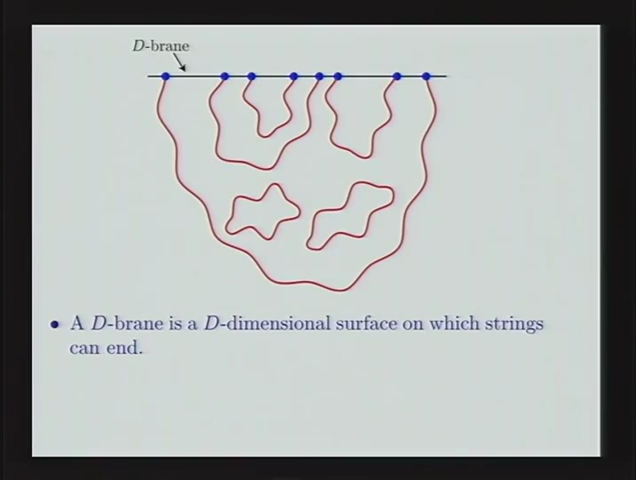 D-brane
• A D-brane is a D-dimensional surface on which strings
can end.